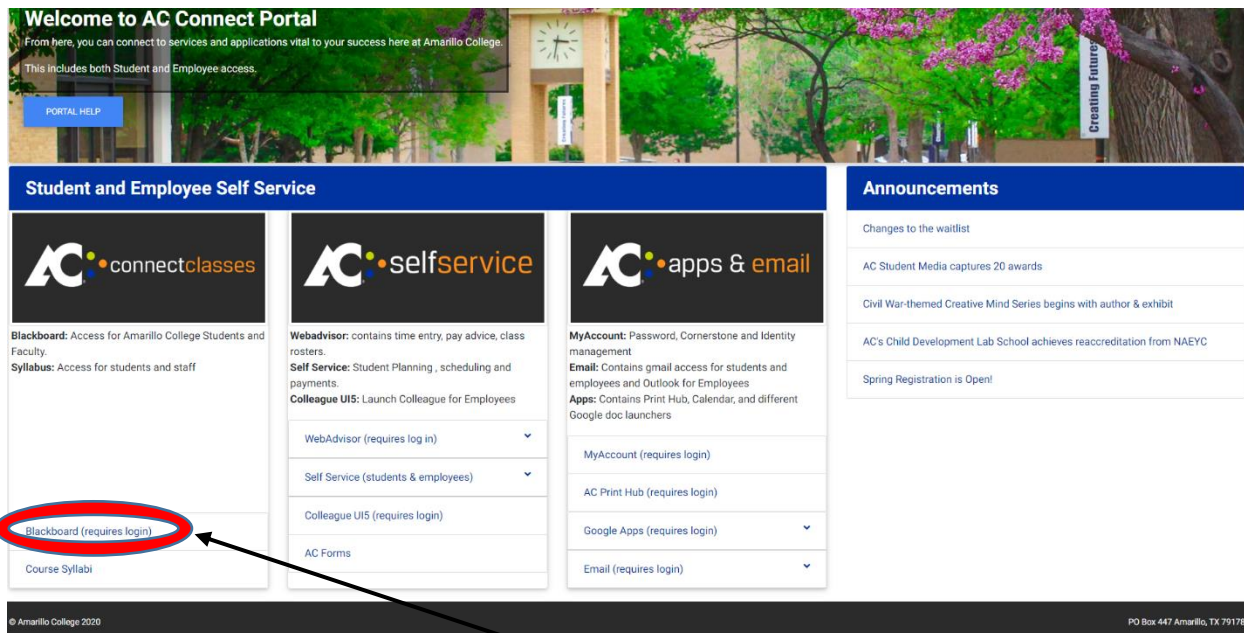 Welcome to AC Connect Portal
From here, you can connect to services and applications vital to your success here at Amarillo College.
This includes both Student and Employee access.
PORTAL HELP
Creating Futures
Creating Futures
Student and Employee Self Service
AC connectclasses
Blackboard: Access for Amarillo College Students and
Faculty.
Syllabus: Access for students and staff
Blackboard (requires login)
Course Syllabi
AC selfservice
Webadvisor: contains time entry, pay advice, class
rosters.
Self Service: Student Planning , scheduling and
payments.
Colleague UI5: Launch Colleague for Employees
WebAdvisor (requires log in)
Self Service (students & employees)
Colleague UI5 (requires login)
AC Forms
AC apps & email
MyAccount: Password, Cornerstone and Identity
management
Email: Contains gmail access for students and
employees and Outlook for Employees
Apps: Contains Print Hub, Calendar, and different
Google doc launchers
MyAccount (requires login)
AC Print Hub (requires login)
Google Apps (requires login)
Email (requires login)
Announcements
Changes to the waitlist
AC Student Media captures 20 awards
Civil War-themed Creative Mind Series begins with author & exhibit
AC's Child Development Lab School achieves reaccreditation from NAEYC
Spring Registration is Open!
© Amarillo College 2020
PO Box 447 Amarillo, TX 79178